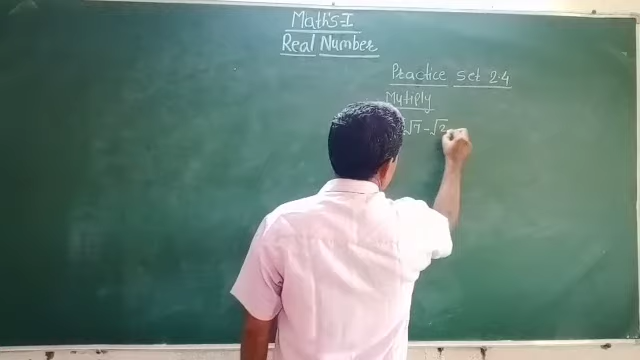 Maths-I
Real Number
Practice set 2.4
Mutiply
√7-√2